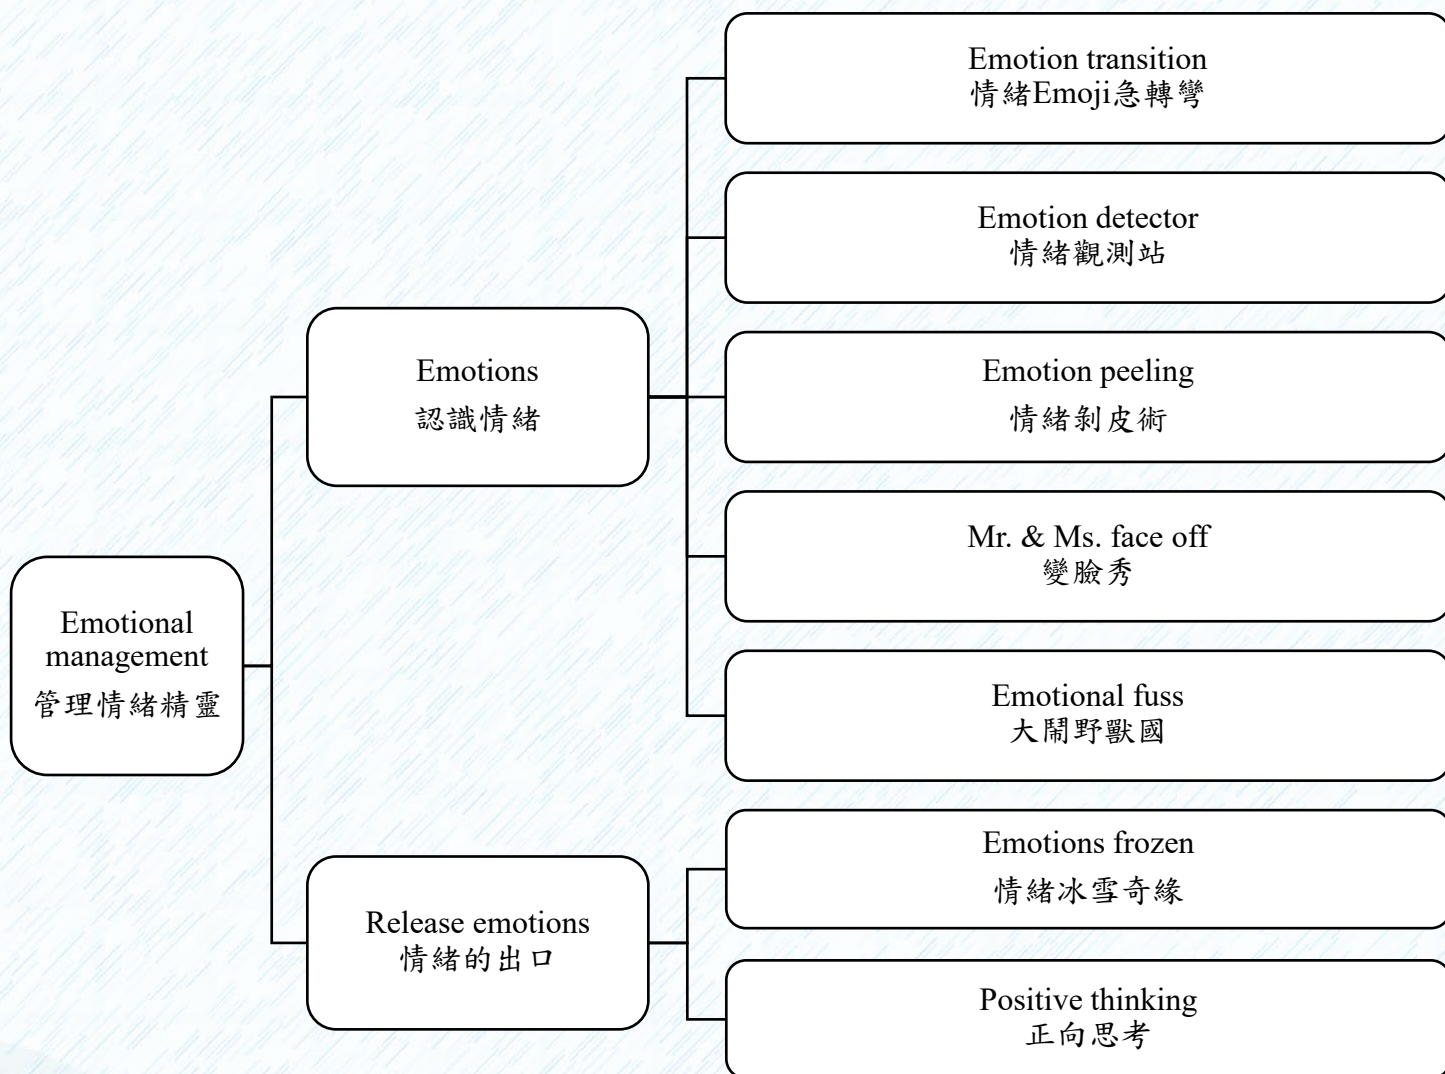 Emotional
management
管理情緒精靈
Emotions
認識情緒
Emotion transition
情緒Emoji急轉彎
Emotion detector
情緒觀測站
Emotion peeling
情緒剝皮術
Mr. & Ms. face off
變臉秀
Emotional fuss
大鬧野獸國
Release emotions
情緒的出口
Emotions frozen
情緒冰雪奇緣
Positive thinking
正向思考